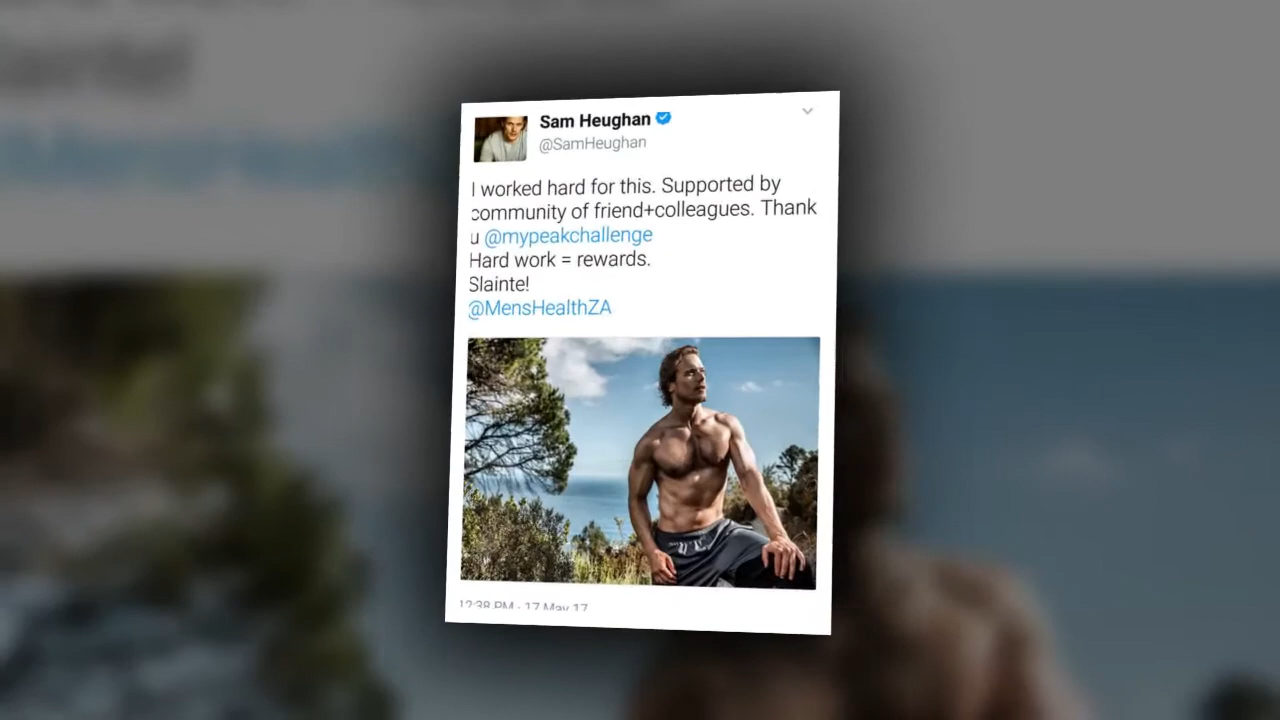 Sam Heughan
@SamHeughan
I worked hard for this. Supported by
community of friend+colleagues. Thank
u @mypeakchallenge
Hard work = rewards.
Slainte!
@MensHealthZA
12:38 PM - 17 May 17